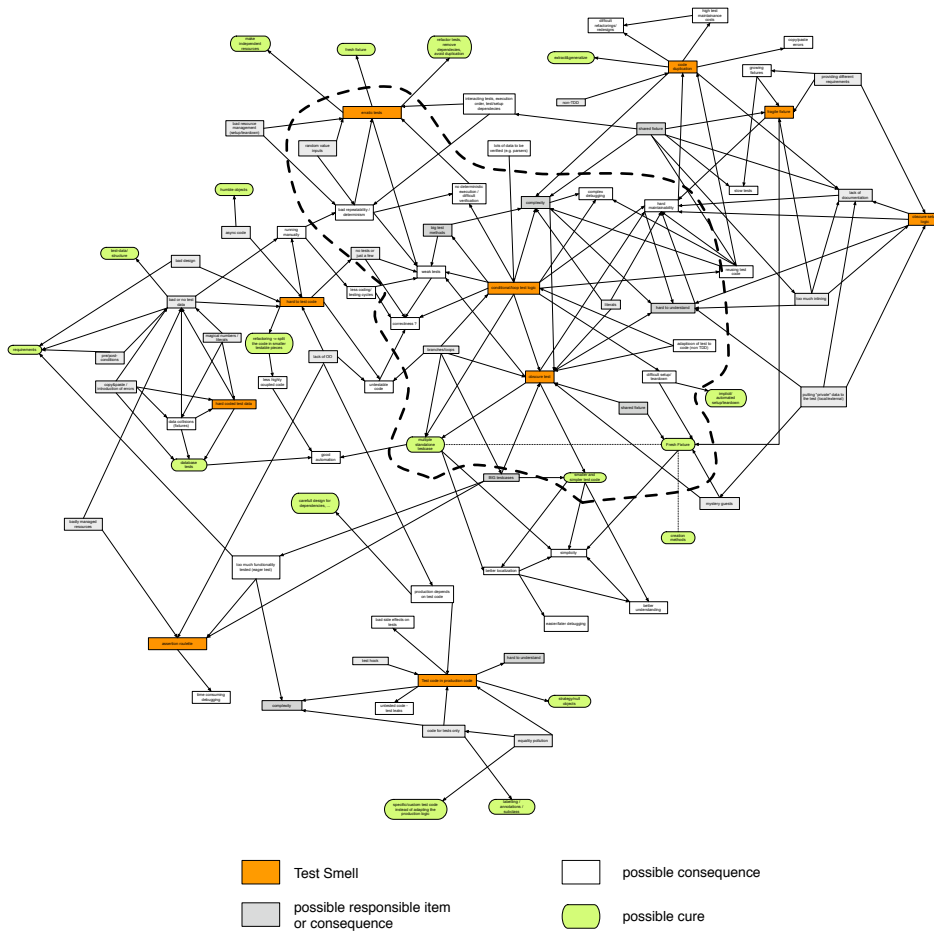 high test
maintainance
costs
difficult
refactorings/
redesigns
make
independent
resources
fresh fixture
refactor tests,
remove
dependencies,
avoid duplication
copy/paste
errors
extract/generalize
code
duplication
growing
fixtures
providing different
requirements
interacting tests, execution
order, test/setup
dependencies
non-TDD
erratic tests
fragile fixture
bad resource
management
(setup/teardown)
shared fixture
random value
inputs
lots of data to be
verified (e.g. parsers)
humble objects
no deterministic
execution /
difficult
verification
complex
debugging
slow tests
lack of
documentation
complexity
hard
maintainability
bad repeatability /
determinism
obscure setup
logic
async code
running
manually
big test
methods
test-data/
structure/
bad design
no tests or
just a few
weak tests
reusing test
code
less coding/
testing cycles
conditional/loop test logic
bad or no test
data
hard to test code
literals
hard to understand
too much inlining
correctness ?
magical numbers /
literals
refactoring -> split
the code in smaller
testable pieces
requirements
pre/post-
conditions
lack of OO
branches/loops
adaptiaon of test to
code (non TDD)
less highly
coupled code
untestable
code
obscure test
difficult setup/
teardown
copy&paste /
introduction of errors
implicit/
automated
setup/teardown
putting "private" data to
the test (local/external)
hard coded test data
shared fixture
data collisions
(fixtures)
multiple
standalone
testcase
Fresh Fixture
good
automation
database
tests
BIG testcases
smaller and
simpler test code
carefull design for
dependencies, ...
mystery guests
badly managed
resources
creation
methods
simplicity
too much functionality
tested (eager test)
better localization
production depends
on test code
better
understanding
bad side effects on
tests
easier/faster debugging
assertion roulette
test hook
hard to understand
Test code in production code
time consuming
debugging
complexity
untested code -
test leaks
strategy/null
objects
code for tests only
equality pollution
specific/custom test code
instead of adapting the
production logic
labelling /
annotations /
subclass
Test Smell
possible consequence
possible responsible item
or consequence
possible cure